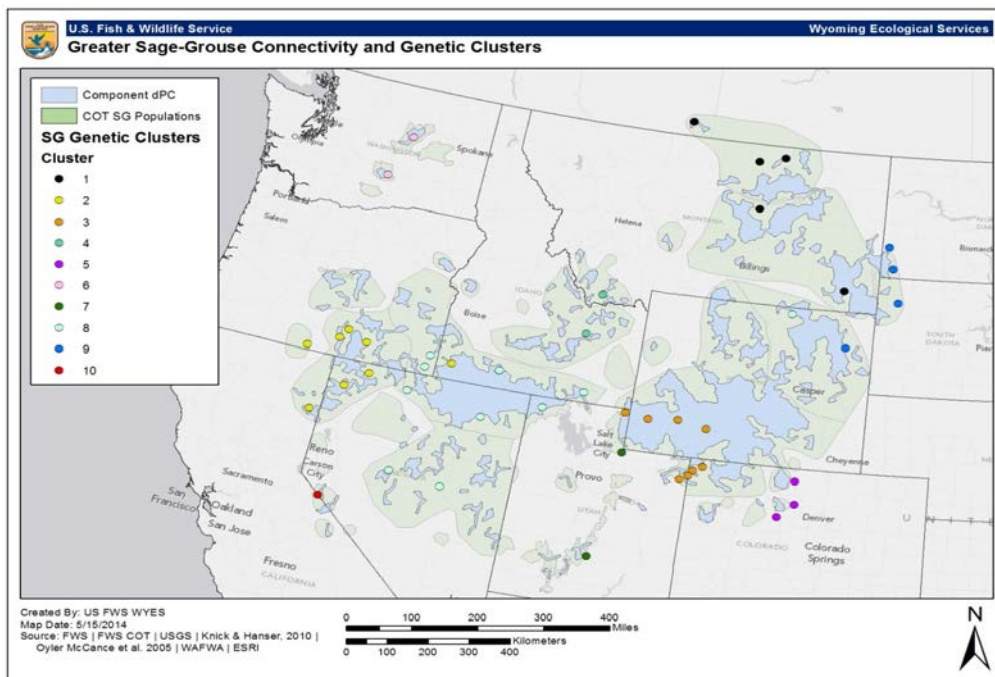 U.S. Fish & Wildlife Service
Wyoming Ecological Services
Greater Sage-Grouse Connectivity and Genetic Clusters
Component dPC
COT SG Populations
SG Genetic Clusters
Cluster
1
2
3
4
5
6
7
8
9
10
Olympia
WASHINGTON
Spokane
Portland
Salem
Helena
MONTANA
Billings
Bismarck
IDAHO
Boise
SOUTH
DAKOTA
Casper
Cheyenne
Salt
Lake
City
Provo
UTAH
Reno
Carson
City
Sacramento
San
Francisco
Oakland
San Jose
Fresno
CALIFORNIA
Denver
COLORADO
Colorado
Springs
Created By: US FWS WYES
Map Date: 5/15/2014
Source: FWS | FWS COT | USGS | Knick & Hanser, 2010 |
Oyler McCance et al. 2005 | WAFWA | ESRI
0 100 200 300 400
Miles
Kilometers
0 100 200 300 400
N